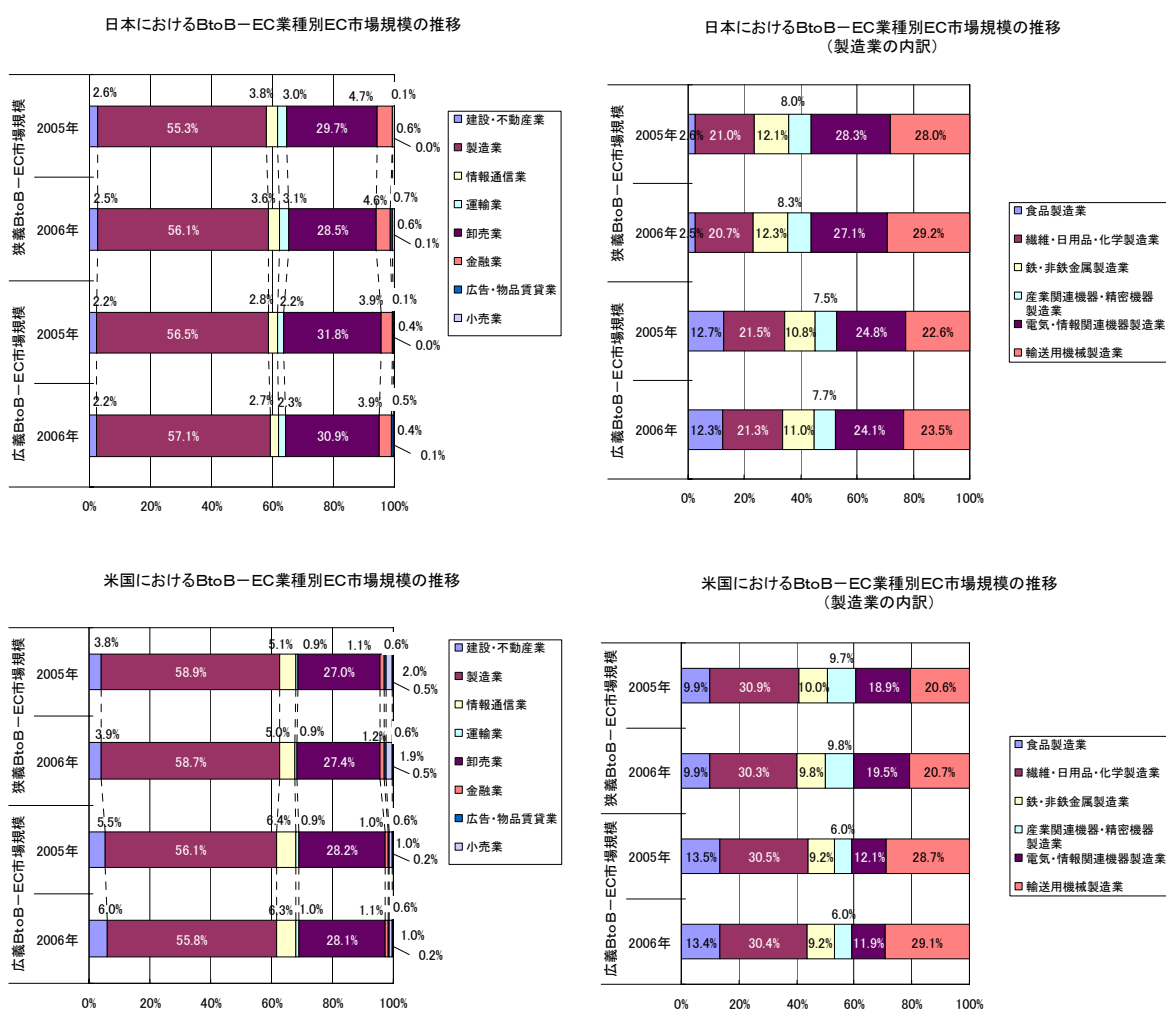 日本におけるBtoB－EC業種別EC市場規模の推移
狭義BtoB－EC市場規模
広義BtoB－EC市場規模
2.6% 3.8% 3.0% 4.7% 0.1%
2005年 55.3% 29.7% 0.6%
0.0%
2.5% 3.6% 3.1% 4.6% 0.7%
2006年 56.1% 28.5% 0.6%
0.1%
2.2% 2.8% 2.2% 3.9% 0.1%
2005年 56.5% 31.8% 0.4%
0.0%
2.2% 2.7% 2.3% 3.9% 0.5%
2006年 57.1% 30.9% 0.4%
0.1%
0% 20% 40% 60% 80% 100%
建設・不動産業
製造業
情報通信業
運輸業
卸売業
金融業
広告・物品賃貸業
小売業
日本におけるBtoB－EC業種別EC市場規模の推移
（製造業の内訳）
狭義BtoB－EC市場規模
広義BtoB－EC市場規模
8.0%
2005年 2.6% 21.0% 12.1% 28.3% 28.0%
8.3%
2006年 2.5% 20.7% 12.3% 27.1% 29.2%
7.5%
2005年 12.7% 21.5% 10.8% 24.8% 22.6%
7.7%
2006年 12.3% 21.3% 11.0% 24.1% 23.5%
0% 20% 40% 60% 80% 100%
食品製造業
繊維・日用品・化学製造業
鉄・非鉄金属製造業
産業関連機器・精密機器
製造業
電気・情報関連機器製造業
輸送用機械製造業
米国におけるBtoB－EC業種別EC市場規模の推移
狭義BtoB－EC市場規模
広義BtoB－EC市場規模
3.8% 5.1% 0.9% 1.1% 0.6%
2005年 58.9% 27.0% 2.0%
0.5%
3.9% 5.0% 0.9% 1.2% 0.6%
2006年 58.7% 27.4% 1.9%
0.5%
5.5% 6.4% 0.9% 1.0% 0.6%
2005年 56.1% 28.2% 1.0%
0.2%
6.0% 6.3% 1.0% 1.1% 0.6%
2006年 55.8% 28.1% 1.0%
0.2%
0% 20% 40% 60% 80% 100%
建設・不動産業
製造業
情報通信業
運輸業
卸売業
金融業
広告・物品賃貸業
小売業
米国におけるBtoB－EC業種別EC市場規模の推移
（製造業の内訳）
狭義BtoB－EC市場規模
広義BtoB－EC市場規模
9.7%
2005年 9.9% 30.9% 10.0% 18.9% 20.6%
9.8%
2006年 9.9% 30.3% 9.8% 19.5% 20.7%
6.0%
2005年 13.5% 30.5% 9.2% 12.1% 28.7%
6.0%
2006年 13.4% 30.4% 9.2% 11.9% 29.1%
0% 20% 40% 60% 80% 100%
食品製造業
繊維・日用品・化学製造業
鉄・非鉄金属製造業
産業関連機器・精密機器
製造業
電気・情報関連機器製造業
輸送用機械製造業